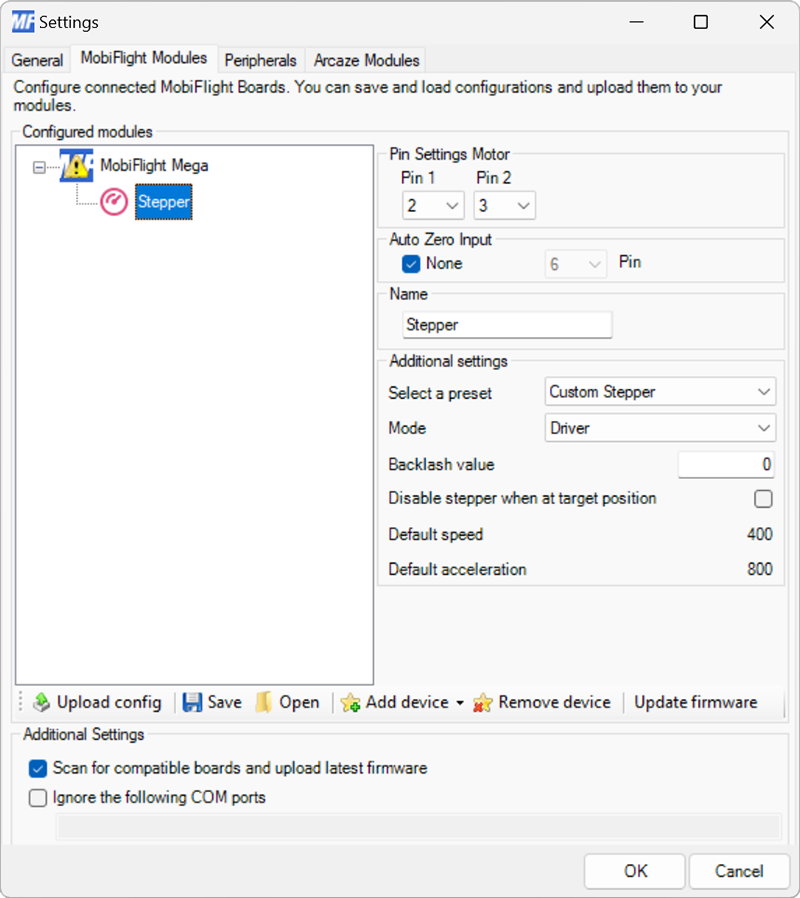 MF Settings
General MobiFlight Modules Peripherals Arcaze Modules
Configure connected MobiFlight Boards. You can save and load configurations and upload them to your
modules.
Configured modules
MobiFlight Mega
Stepper
Pin Settings Motor
Pin 1 Pin 2
2 3
Auto Zero Input
None 6 Pin
Name
Stepper
Additional settings
Select a preset Custom Stepper
Mode Driver
Backlash value 0
Disable stepper when at target position
Default speed 400
Default acceleration 800
Upload config Save Open Add device Remove device Update firmware
Additional Settings
Scan for compatible boards and upload latest firmware
Ignore the following COM ports
OK Cancel